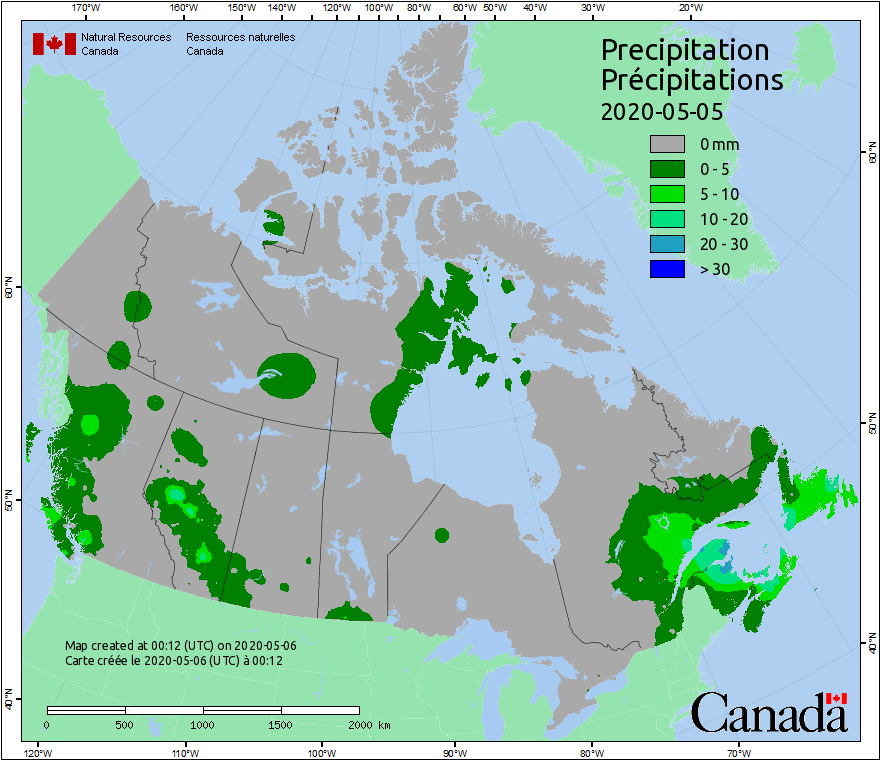 170°W 160°W 150°W 140°W 130°W 120°W 110°W 100°W 90°W 80°W 70°W 60°W 50°W 40°W 30°W 20°W
Natural Resources Canada
Ressources naturelles Canada
Precipitation
Précipitations
2020-05-05
0 mm
0 - 5
5 - 10
10 - 20
20 - 30
> 30
60°N
50°N
40°N
60°N
50°N
40°N
Map created at 00:12 (UTC) on 2020-05-06
Carte créée le 2020-05-06 (UTC) à 00:12
0 500 1000 1500 2000 km
Canada
120°W 110°W 100°W 90°W 80°W 70°W